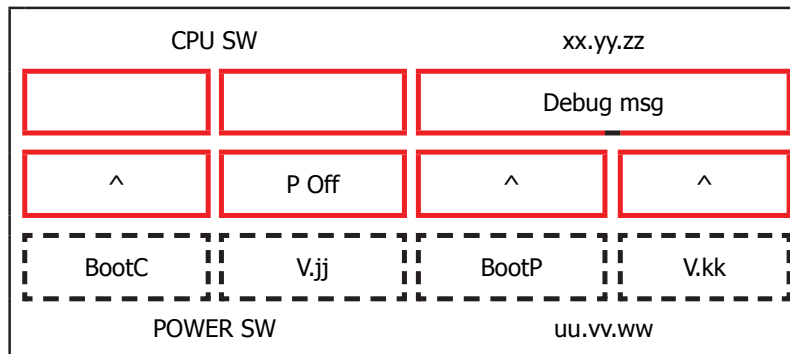 CPU SW xx.yy.zz
Debug msg
^ P Off ^ ^
BootC V.jj BootP V.kk
POWER SW uu.vv.ww